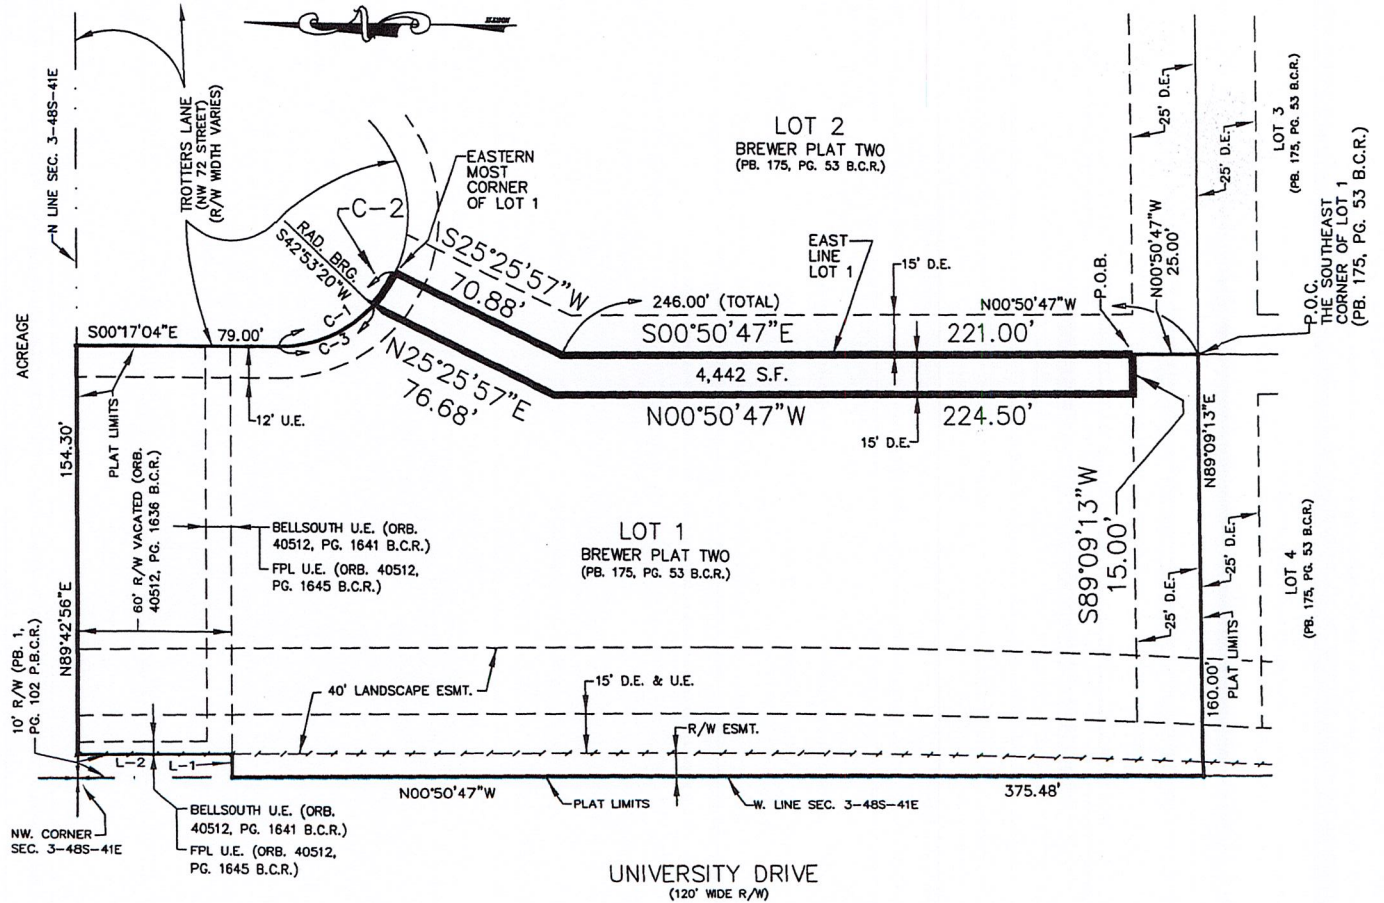 NORTH
N LINE SEC. 3-48S-41E
TROTTERS LANE
(NW 72 STREET)
(R/W WIDTH VARIES)
EASTERN
MOST
CORNER
OF LOT 1
C-2
RAD. BRG.
S42°53'20"W
LOT 2
BREWER PLAT TWO
(PB. 175, PG. 53 B.C.R.)
25' D.E.
25' D.E.
LOT 3
(PB. 175, PG. 53 B.C.R.)
S25°25'57"W
70.88'
EAST
LINE
LOT 1
15' D.E.
P.O.B.
N00°50'47"W
25.00'
P.O.C.
THE SOUTHEAST
CORNER OF LOT 1
(PB. 175, PG. 53 B.C.R.)
246.00' (TOTAL)
N00°50'47"W
ACREAGE
S00°17'04"E
79.00'
C-1
C-3
S00°50'47"E
221.00'
4,442 S.F.
N25°25'57"E
76.68'
N00°50'47"W
224.50'
15' D.E.
12' U.E.
PLAT LIMITS
154.30'
N89°42'56"E
60' R/W VACATED (ORB.
40512, PG. 1636 B.C.R.)
BELLSOUTH U.E. (ORB.
40512, PG. 1641 B.C.R.)
FPL U.E. (ORB. 40512,
PG. 1645 B.C.R.)
LOT 1
BREWER PLAT TWO
(PB. 175, PG. 53 B.C.R.)
S89°09'13"W
15.00'
N89°09'13"E
160.00'
25' D.E.
25' D.E.
PLAT LIMITS
LOT 4
(PB. 175, PG. 53 B.C.R.)
10' R/W (PB. 1,
PG. 102 P.B.C.R.)
40' LANDSCAPE ESMT.
15' D.E. & U.E.
R/W ESMT.
L-2
L-1
N00°50'47"W
PLAT LIMITS
W. LINE SEC. 3-48S-41E
375.48'
NW. CORNER
SEC. 3-48S-41E
BELLSOUTH U.E. (ORB.
40512, PG. 1641 B.C.R.)
FPL U.E. (ORB. 40512,
PG. 1645 B.C.R.)
UNIVERSITY DRIVE
(120' WIDE R/W)